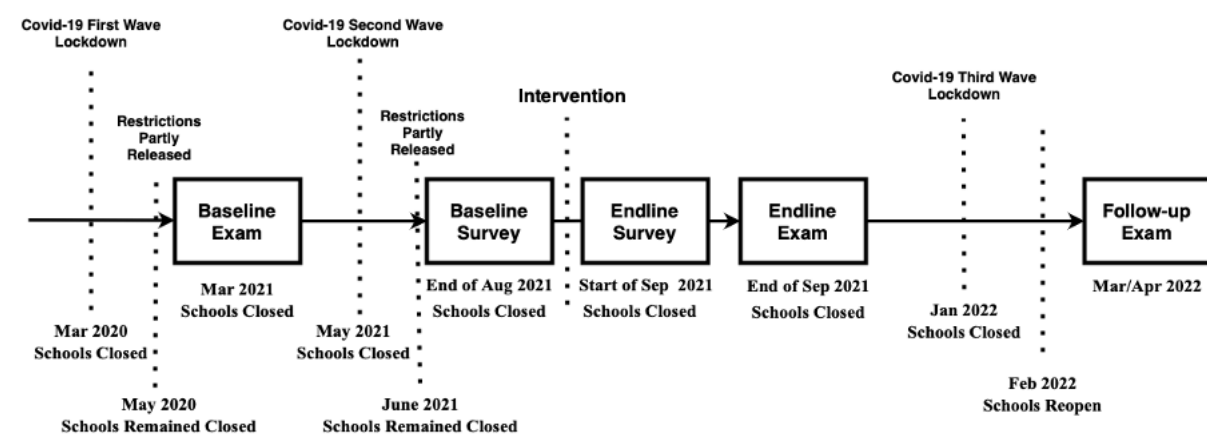 Covid-19 First Wave
Lockdown
Restrictions
Partly
Released
Baseline
Exam
Mar 2021
Schools Closed
Mar 2020
Schools Closed
May 2020
Schools Remained Closed
Covid-19 Second Wave
Lockdown
Restrictions
Partly
Released
May 2021
Schools Closed
June 2021
Schools Remained Closed
Baseline
Survey
End of Aug 2021
Schools Closed
Intervention
Endline
Survey
Start of Sep 2021
Schools Closed
Endline
Exam
End of Sep 2021
Schools Closed
Covid-19 Third Wave
Lockdown
Jan 2022
Schools Closed
Feb 2022
Schools Reopen
Follow-up
Exam
Mar/Apr 2022